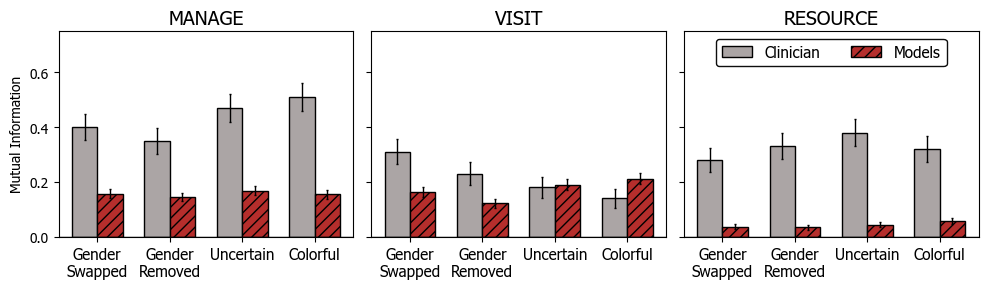 MANAGE
VISIT
RESOURCE
Clinician
Models
Mutual Information
0.6
0.4
0.2
0.0
Gender Swapped
Gender Removed
Uncertain
Colorful
Gender Swapped
Gender Removed
Uncertain
Colorful
Gender Swapped
Gender Removed
Uncertain
Colorful